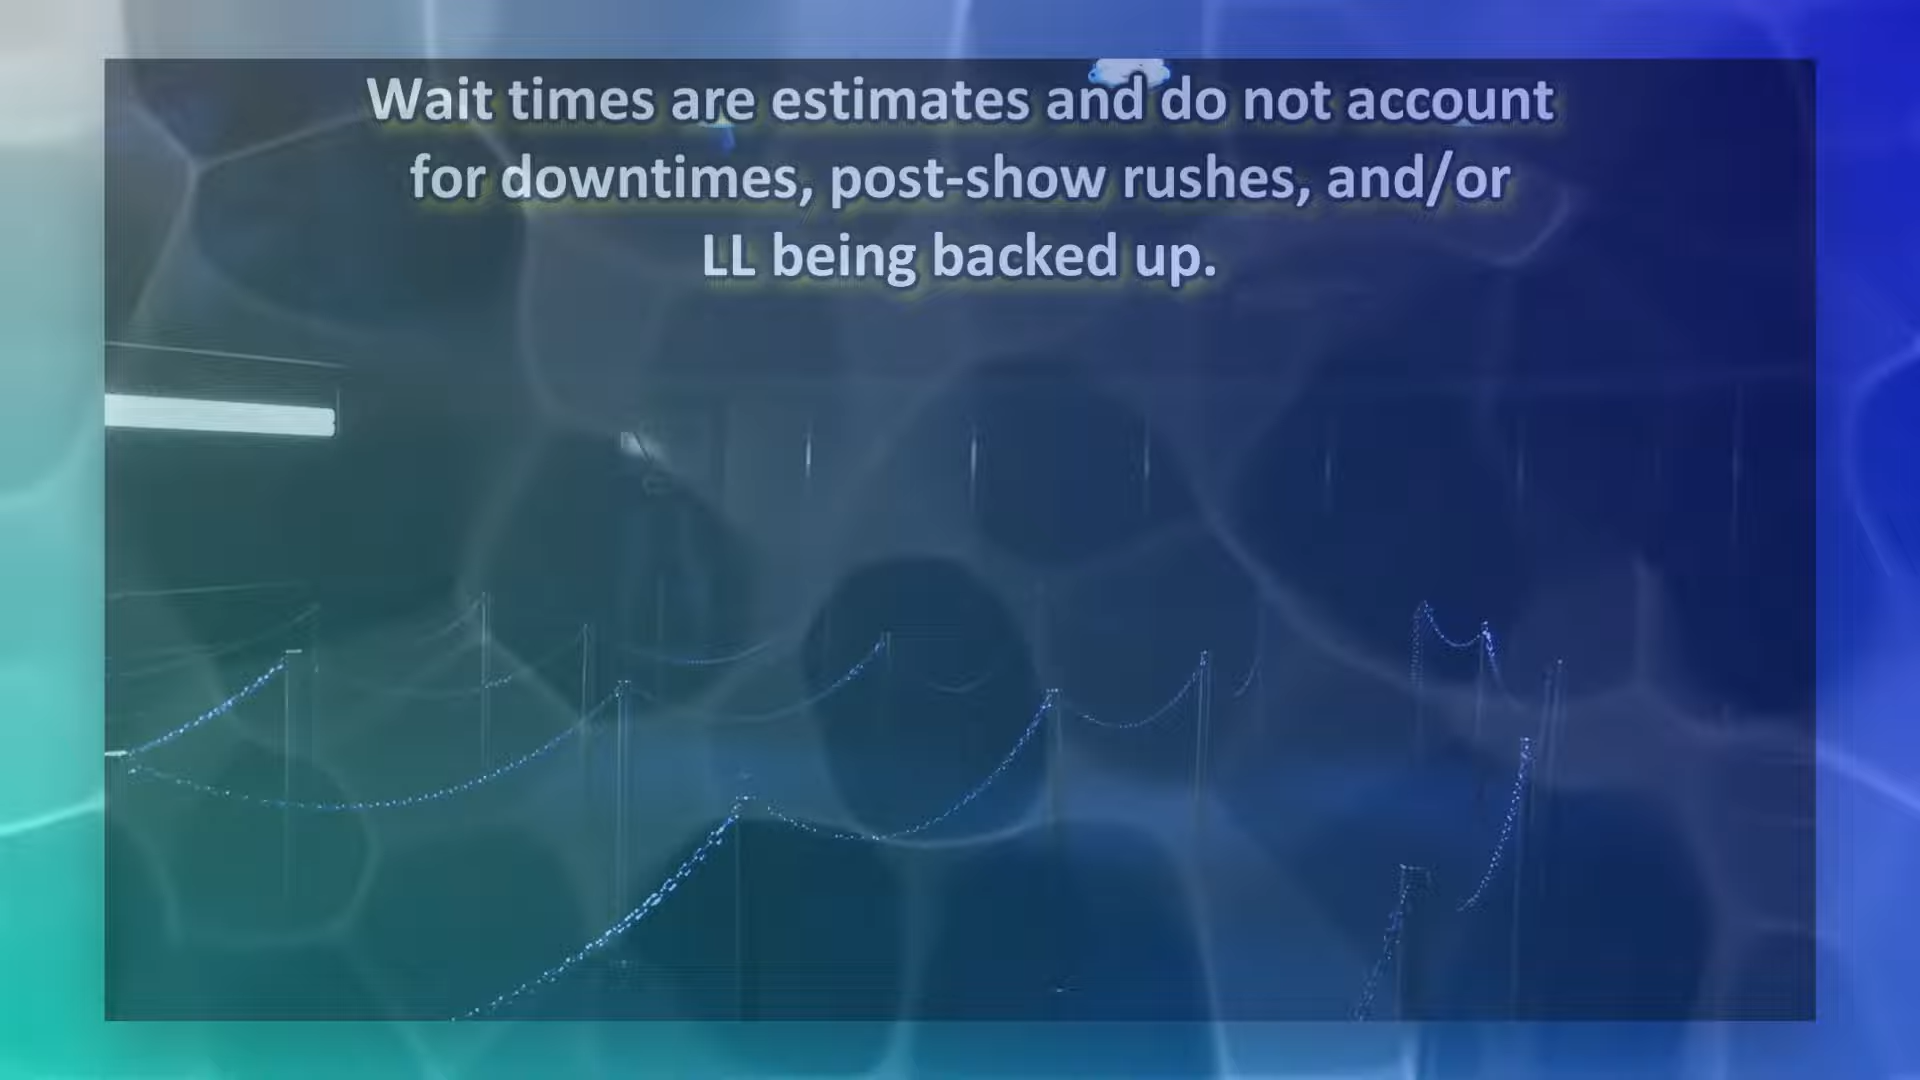 Wait times are estimates and do not account
for downtimes, post-show rushes, and/or
LL being backed up.